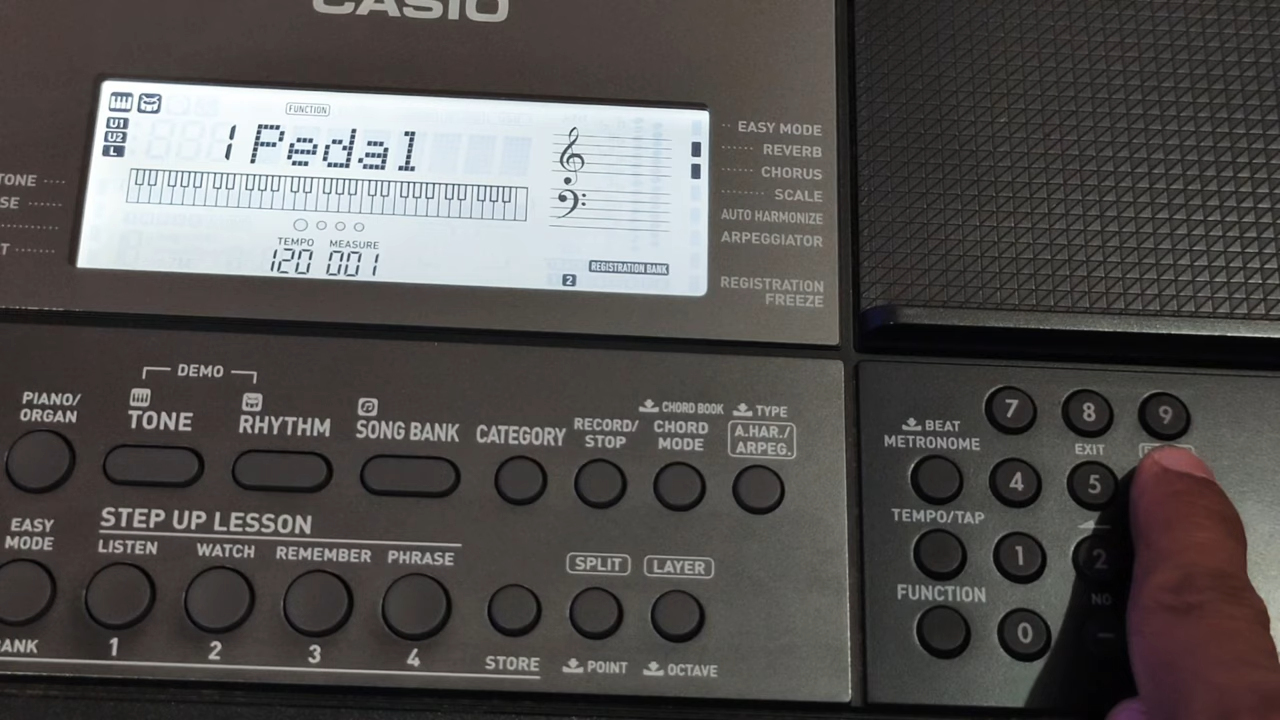 CASIO
FUNCTION
U1
U2
L
1 Pedal
TEMPO MEASURE
120 001
REGISTRATION BANK
2
EASY MODE
REVERB
CHORUS
SCALE
AUTO HARMONIZE
ARPEGGIATOR
REGISTRATION
FREEZE
TONE
DEMO
PIANO/
ORGAN
TONE
RHYTHM
SONG BANK
CATEGORY
RECORD/
STOP
CHORD BOOK
CHORD
MODE
TYPE
A.HAR./
ARPEG.
EASY
MODE
STEP UP LESSON
LISTEN
WATCH
REMEMBER
PHRASE
SPLIT
LAYER
1
2
3
4
STORE
POINT
OCTAVE
7
8
9
BEAT
METRONOME
EXIT
4
5
TEMPO/TAP
1
2
FUNCTION
NO
0
−